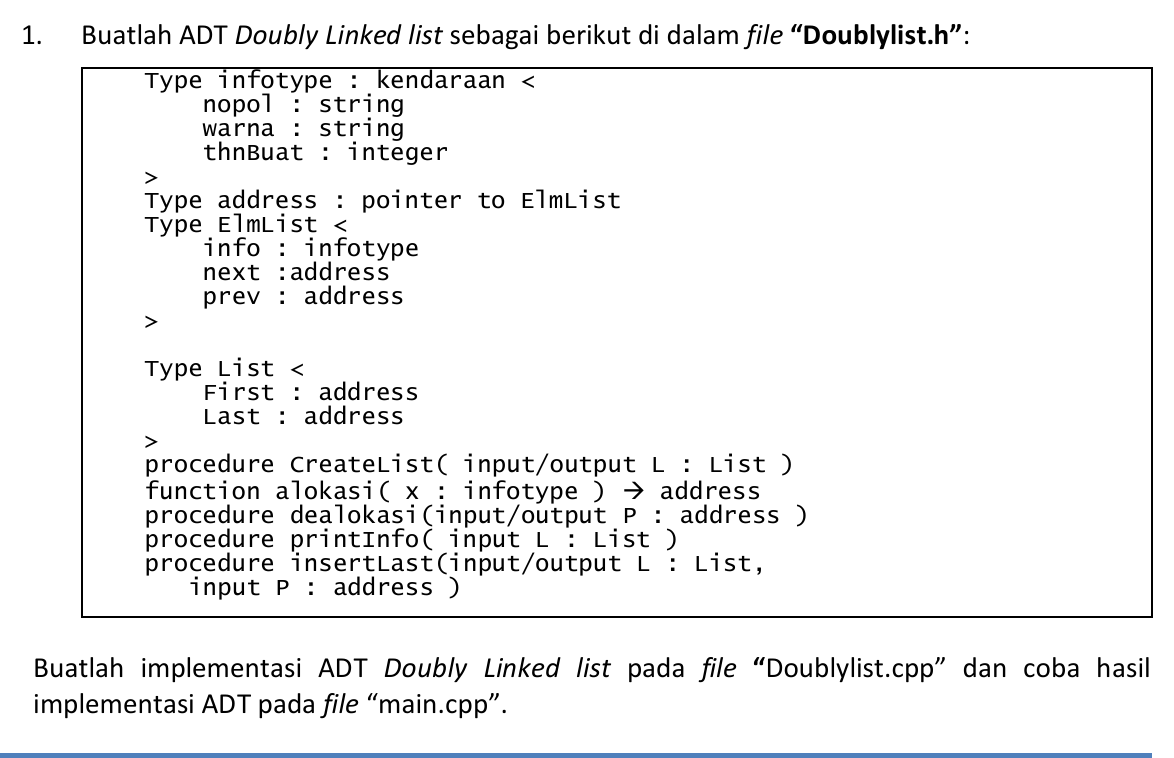 1. Buatlah ADT Doubly Linked list sebagai berikut di dalam file “Doublylist.h”:
Type infotype : kendaraan <
nopol : string
warna : string
thnBuat : integer
>
Type address : pointer to ElmList
Type ElmList <
info : infotype
next :address
prev : address
>
Type List <
First : address
Last : address
>
procedure CreateList( input/output L : List )
function alokasi( x : infotype ) → address
procedure dealokasi(input/output P : address )
procedure printInfo( input L : List )
procedure insertLast(input/output L : List,
input P : address )
Buatlah implementasi ADT Doubly Linked list pada file “Doublylist.cpp” dan coba hasil
implementasi ADT pada file “main.cpp”.